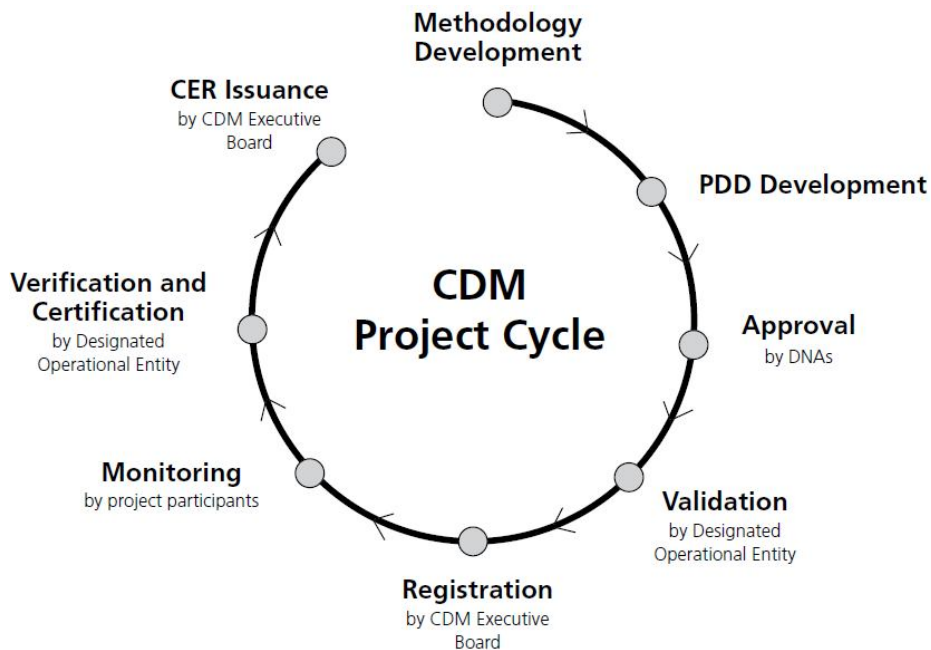 Methodology
Development
PDD Development
Approval
by DNAs
Validation
by Designated
Operational Entity
Registration
by CDM Executive
Board
Monitoring
by project participants
Verification and
Certification
by Designated
Operational Entity
CER Issuance
by CDM Executive
Board
CDM
Project Cycle